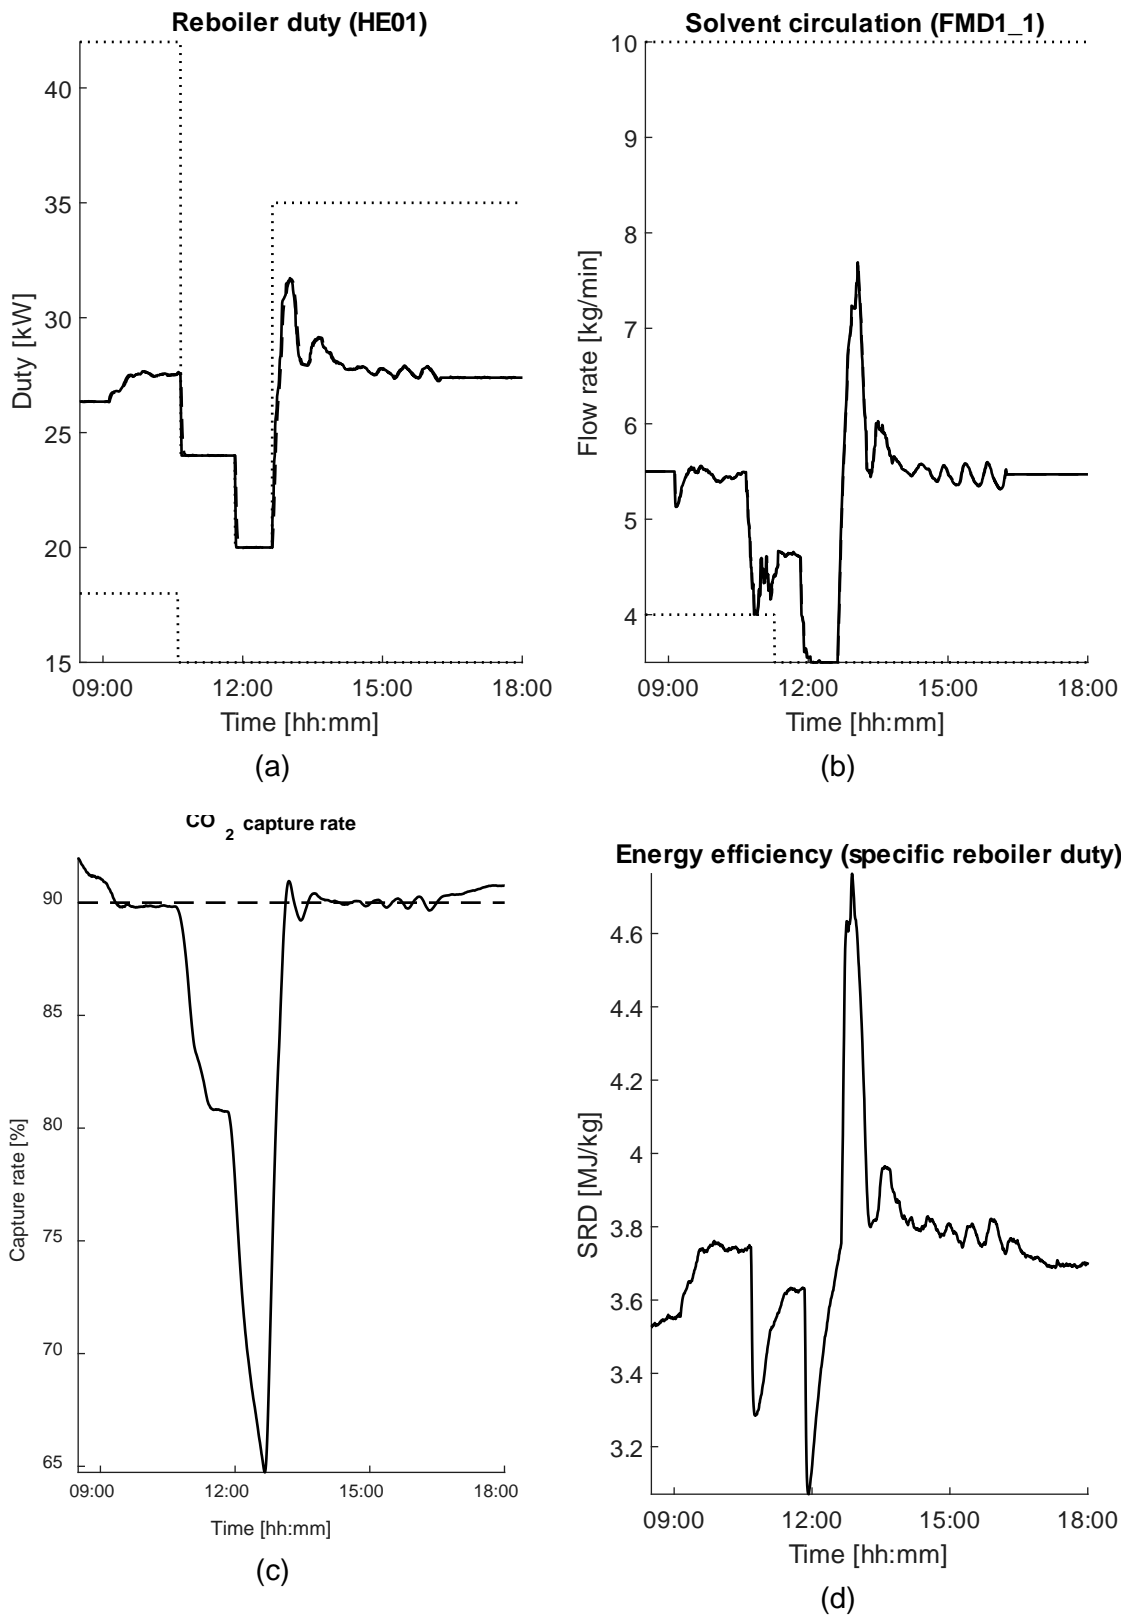 Reboiler duty (HE01)
40
35
30
25
20
15
Duty [kW]
09:00 12:00 15:00 18:00
Time [hh:mm]
(a)
Solvent circulation (FMD1_1)
10
9
8
7
6
5
4
Flow rate [kg/min]
09:00 12:00 15:00 18:00
Time [hh:mm]
(b)
CO 2 capture rate
90
85
80
75
70
65
Capture rate [%]
09:00 12:00 15:00 18:00
Time [hh:mm]
(c)
Energy efficiency (specific reboiler duty)
4.6
4.4
4.2
4
3.8
3.6
3.4
3.2
SRD [MJ/kg]
09:00 12:00 15:00 18:00
Time [hh:mm]
(d)